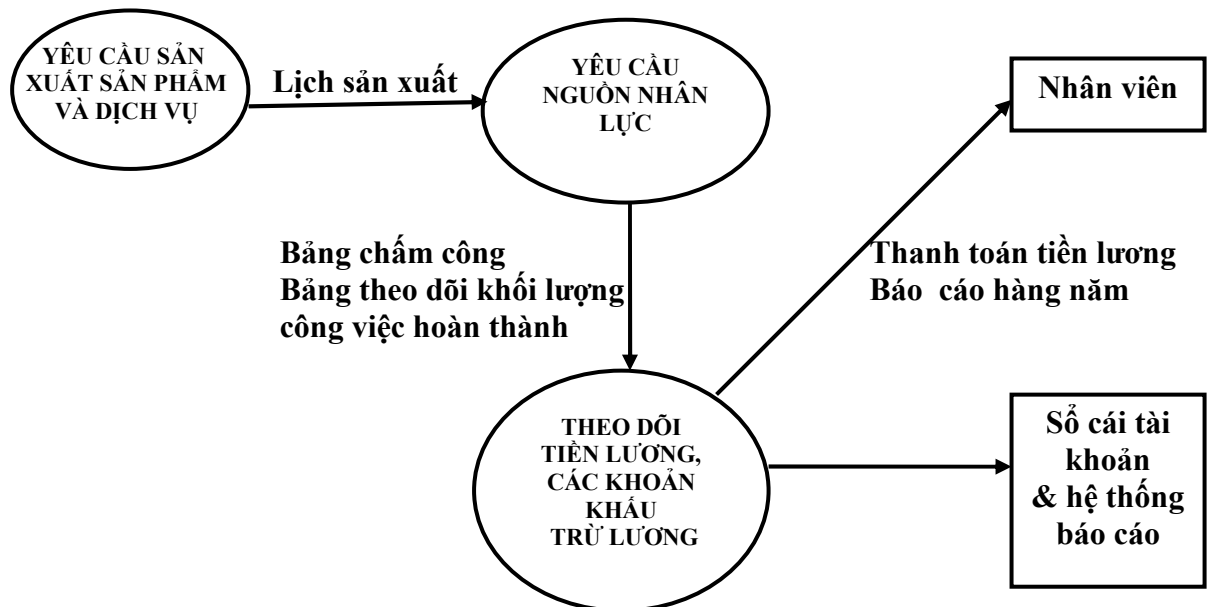 YÊU CẦU SẢN
XUẤT SẢN PHẨM
VÀ DỊCH VỤ
Lịch sản xuất
YÊU CẦU
NGUỒN NHÂN
LỰC
Nhân viên
Bảng chấm công
Bảng theo dõi khối lượng
công việc hoàn thành
Thanh toán tiền lương
Báo cáo hàng năm
THEO DÕI
TIỀN LƯƠNG,
CÁC KHOẢN
KHẤU
TRỪ LƯƠNG
Sổ cái tài
khoản
& hệ thống
báo cáo